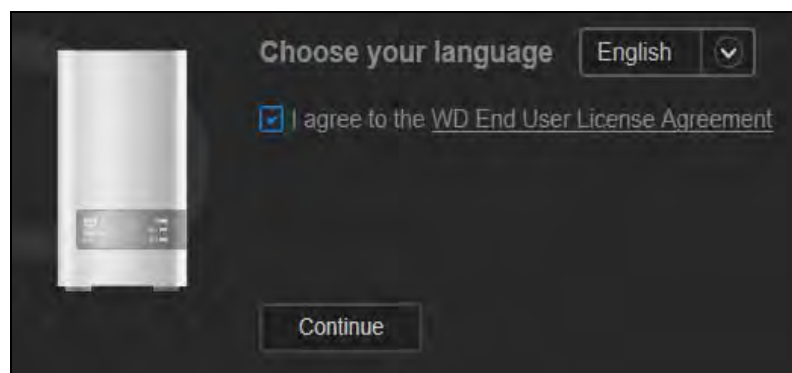 Choose your language English
I agree to the WD End User License Agreement
Continue